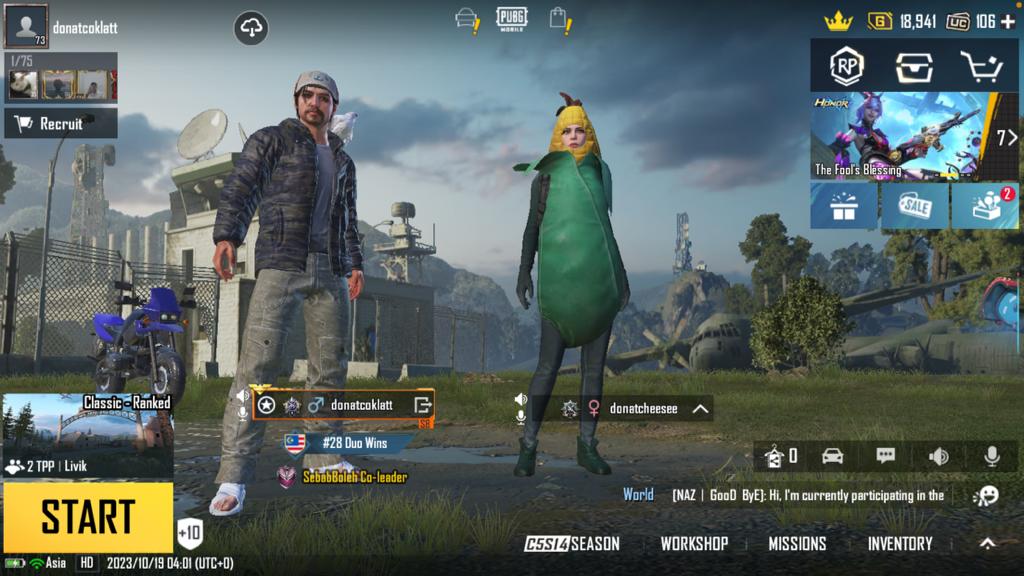 donatcoklatt
73
1/75
Recruit
PUBG
MOBILE
G 18,941
UC 106 +
RP
HONOR
The Fool's Blessing
7
SALE
2
Classic - Ranked
2 TPP | Livik
START
+10
donatcoklatt
SB
#28 Duo Wins
SebabBoleh Co-leader
donatcheesee
0
World [NAZ | GooD ByE]: Hi, I'm currently participating in the
C5S14 SEASON
WORKSHOP
MISSIONS
INVENTORY
Asia HD 2023/10/19 04:01 (UTC+0)